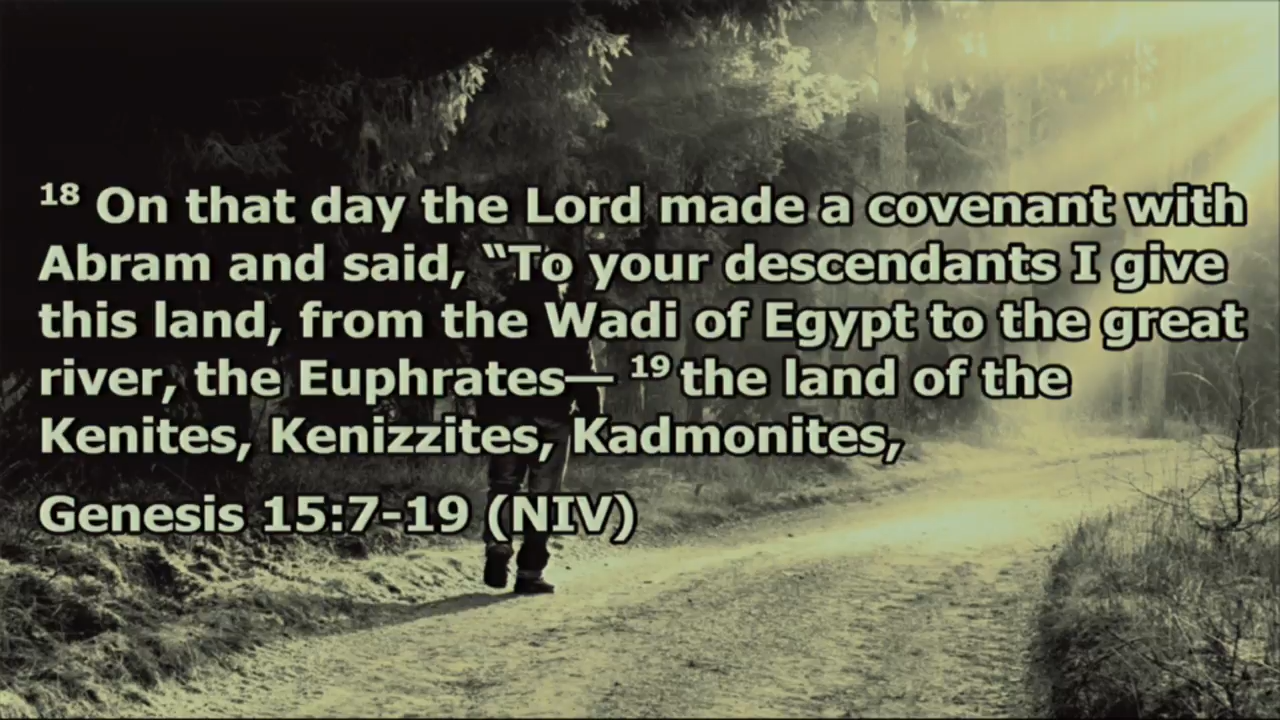 18 On that day the Lord made a covenant with
Abram and said, “To your descendants I give
this land, from the Wadi of Egypt to the great
river, the Euphrates— 19 the land of the
Kenites, Kenizzites, Kadmonites,
Genesis 15:7-19 (NIV)